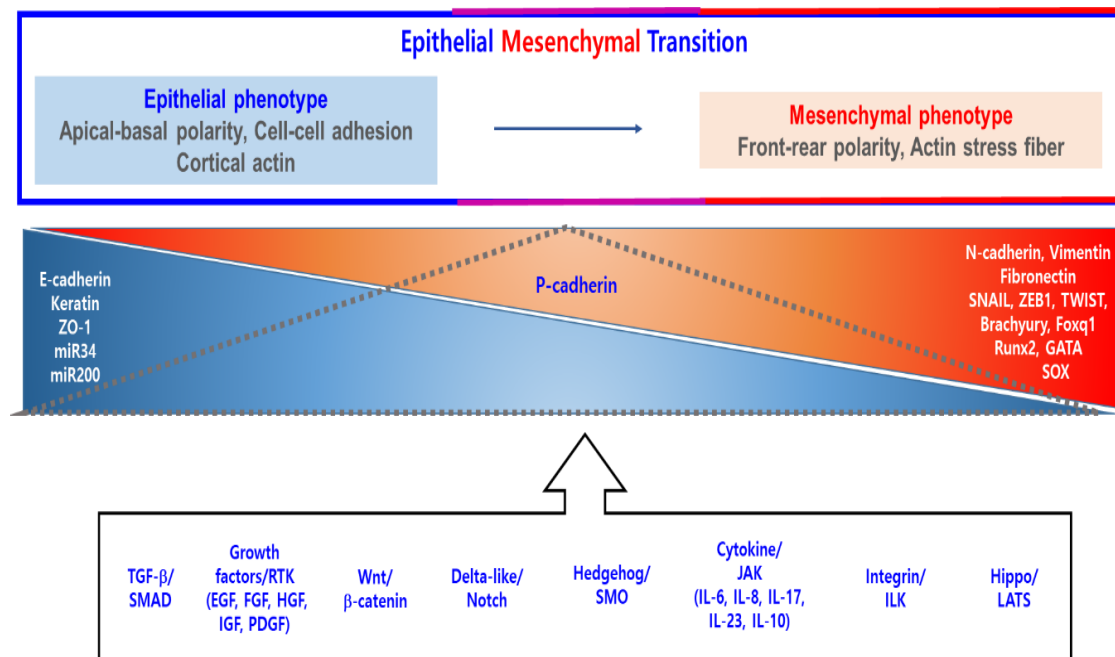 Epithelial Mesenchymal Transition
Epithelial phenotype
Apical-basal polarity, Cell-cell adhesion
Cortical actin
Mesenchymal phenotype
Front-rear polarity, Actin stress fiber
E-cadherin
Keratin
ZO-1
miR34
miR200
P-cadherin
N-cadherin, Vimentin
Fibronectin
SNAIL, ZEB1, TWIST,
Brachyury, Foxq1
Runx2, GATA
SOX
TGF-β/
SMAD
Growth
factors/RTK
(EGF, FGF, HGF,
IGF, PDGF)
Wnt/
β-catenin
Delta-like/
Notch
Hedgehog/
SMO
Cytokine/
JAK
(IL-6, IL-8, IL-17,
IL-23, IL-10)
Integrin/
ILK
Hippo/
LATS